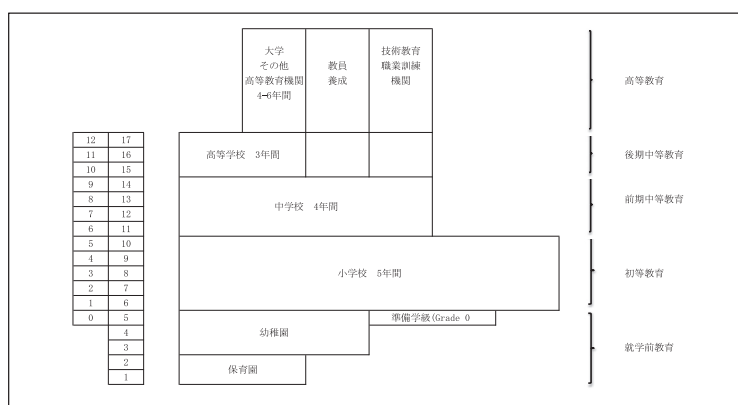 大学
その他
高等教育機関
4-6年間
教員
養成
技術教育
職業訓練
機関
高等教育
12 17
11 16
10 15
高等学校 3年間
後期中等教育
9 14
8 13
7 12
6 11
中学校 4年間
前期中等教育
5 10
4 9
3 8
2 7
1 6
小学校 5年間
初等教育
0 5
準備学級(Grade 0
4
3
幼稚園
就学前教育
2
1
保育園